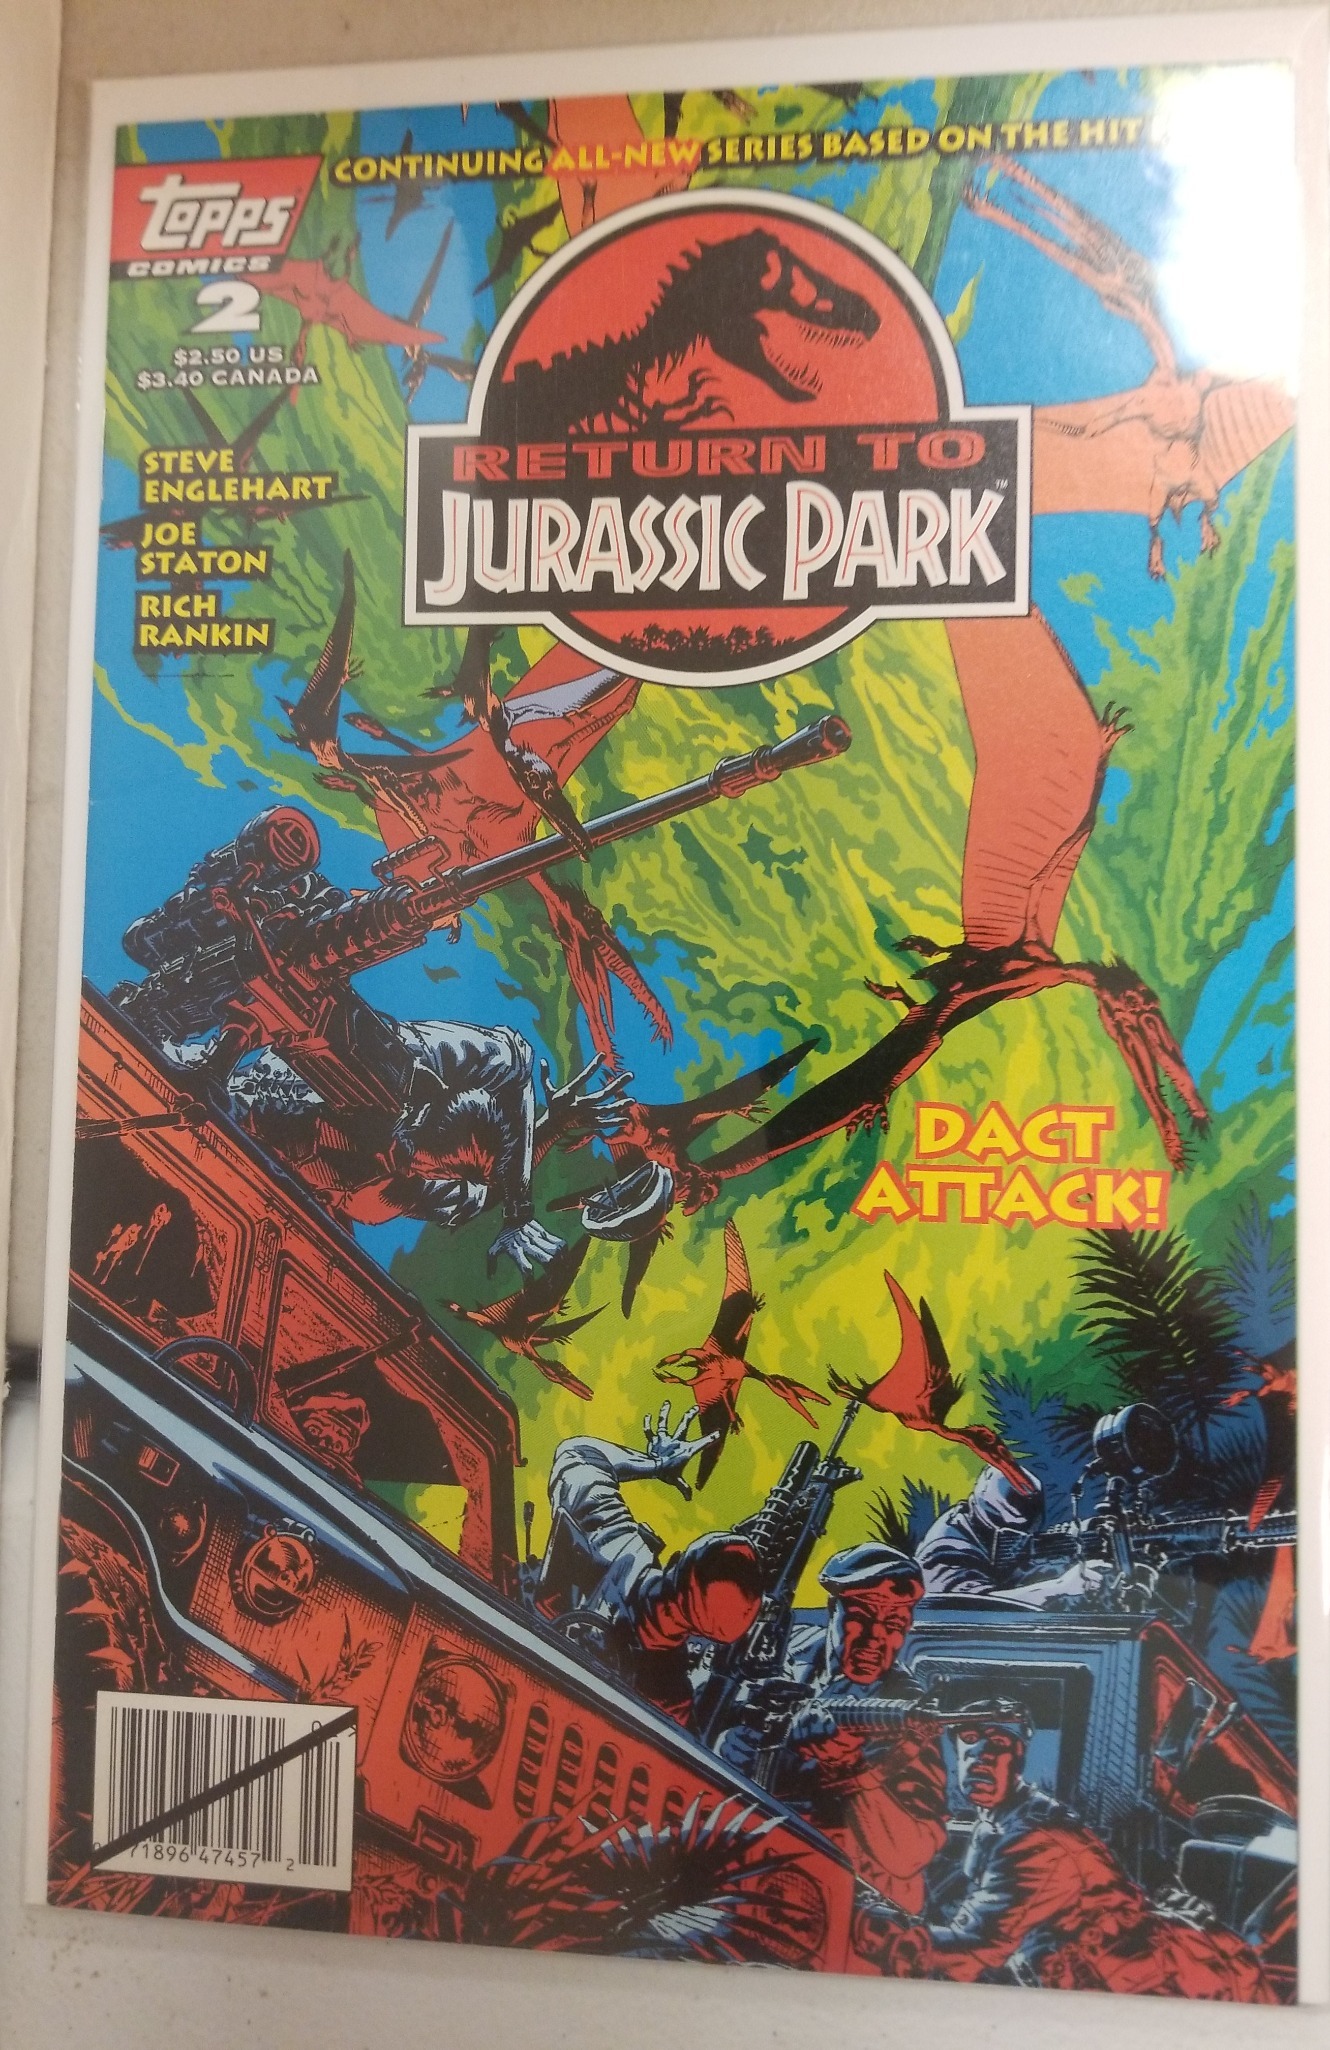 CONTINUING ALL-NEW SERIES BASED ON THE HIT
TOPPS
COMICS
2
$2.50 US
$3.40 CANADA
STEVE
ENGLEHART
JOE
STATON
RICH
RANKIN
RETURN TO
JURASSIC PARK™
DACT
ATTACK!
71896 47457 2